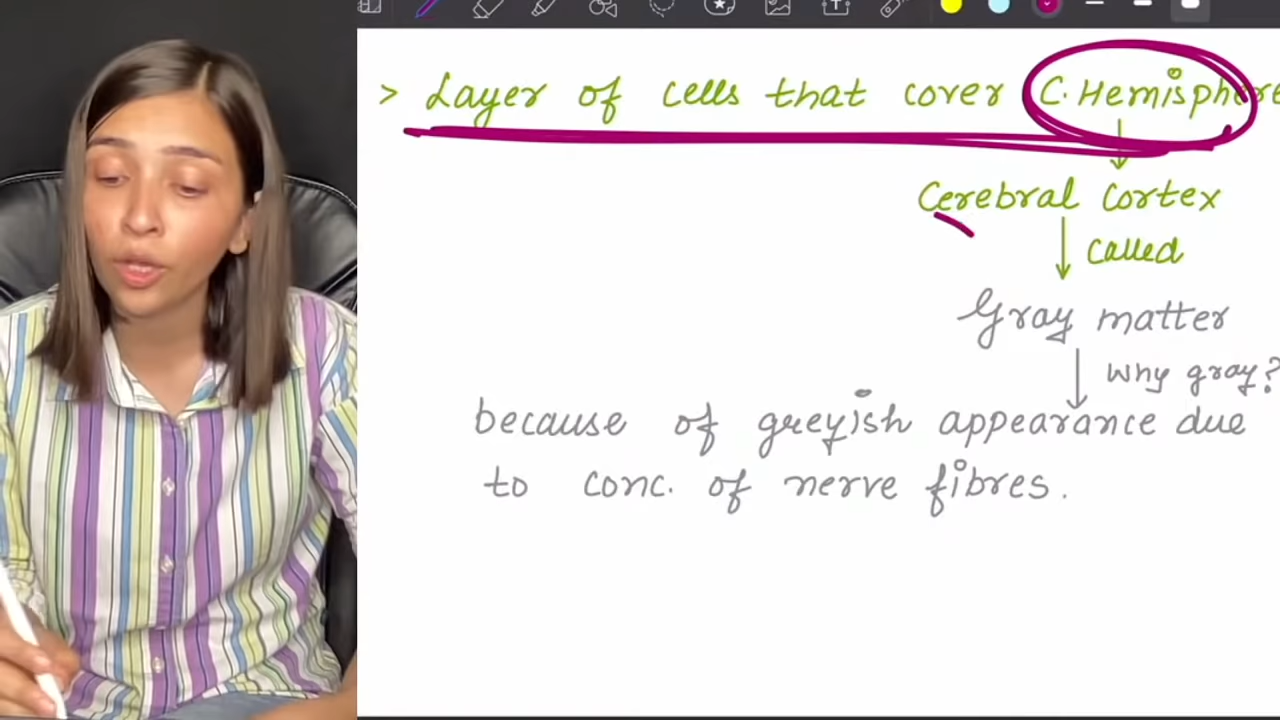 > Layer of cells that cover C. Hemisphere
Cerebral Cortex
Called
Gray matter
Why gray?
because of greyish appearance due
to conc. of nerve fibres.